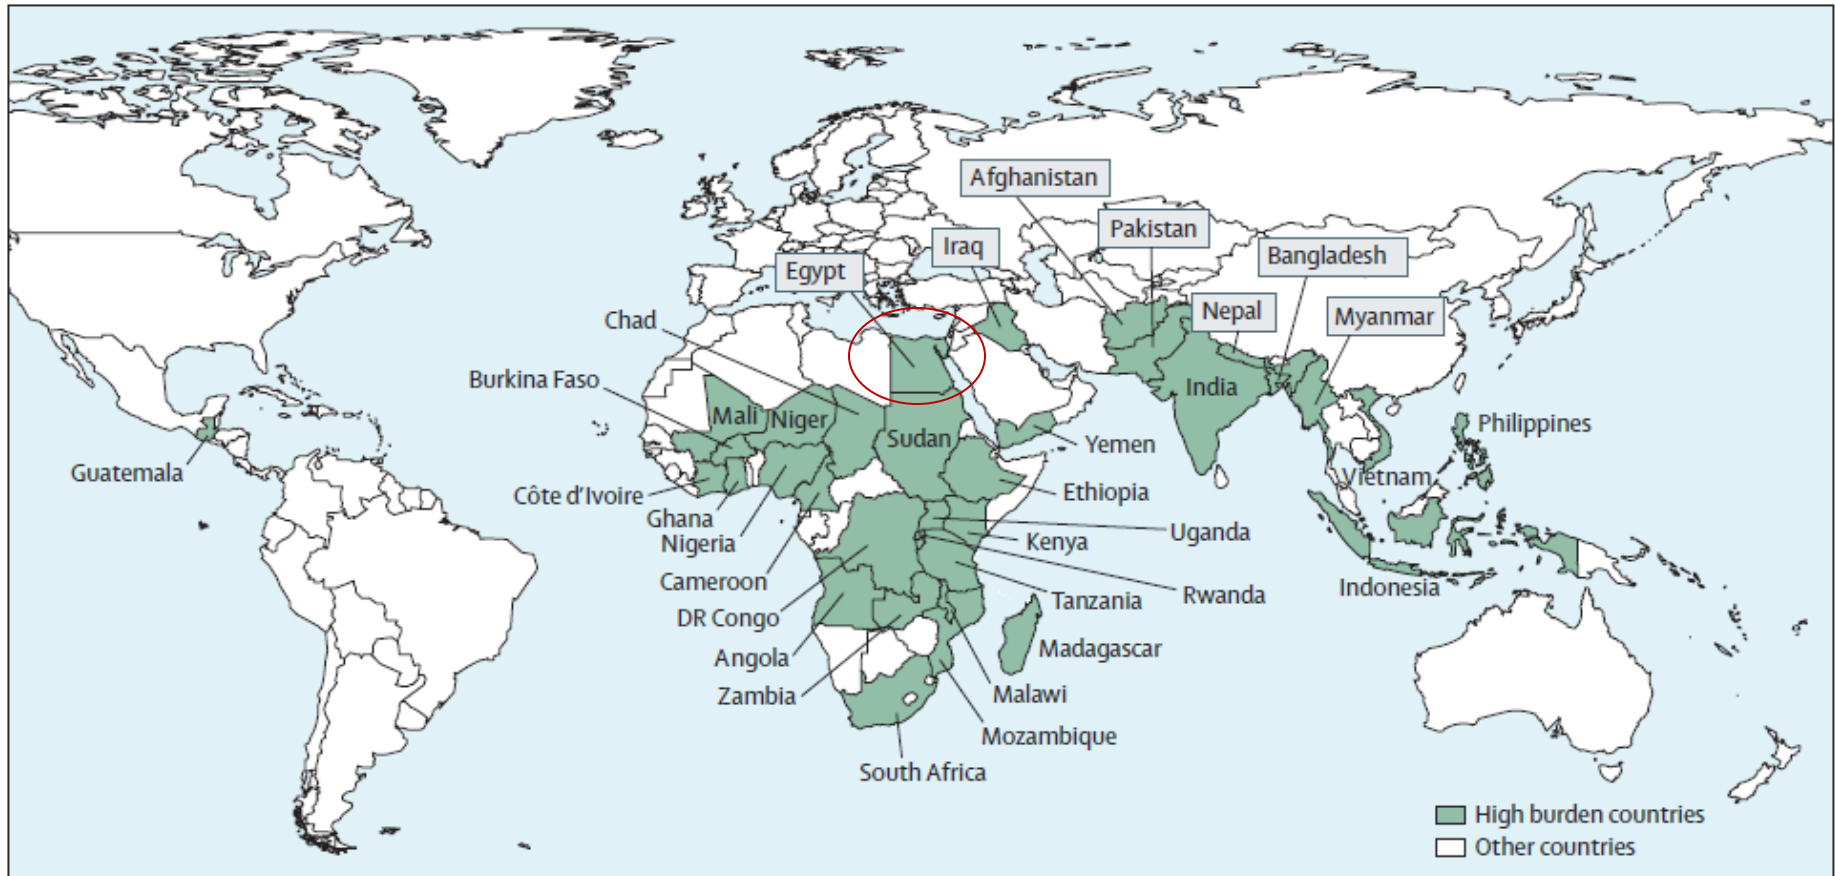 Afghanistan
Pakistan
Iraq
Bangladesh
Egypt
Nepal
Myanmar
Chad
Burkina Faso
India
Mali
Niger
Philippines
Sudan
Yemen
Guatemala
Vietnam
Côte d'Ivoire
Ethiopia
Ghana
Uganda
Nigeria
Kenya
Cameroon
Indonesia
Rwanda
Tanzania
DR Congo
Madagascar
Angola
Zambia
Malawi
Mozambique
South Africa
High burden countries
Other countries